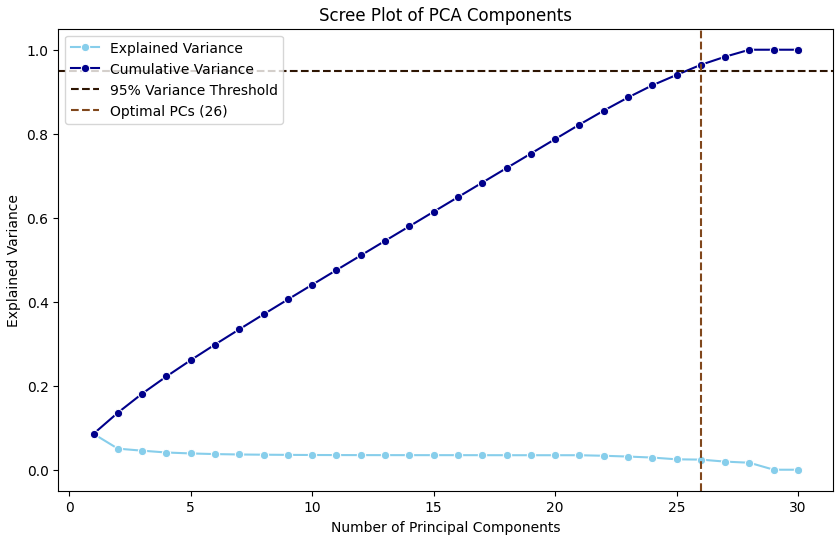 Scree Plot of PCA Components
Explained Variance
Cumulative Variance
95% Variance Threshold
Optimal PCs (26)
Explained Variance
1.0
0.8
0.6
0.4
0.2
0.0
0 5 10 15 20 25 30
Number of Principal Components